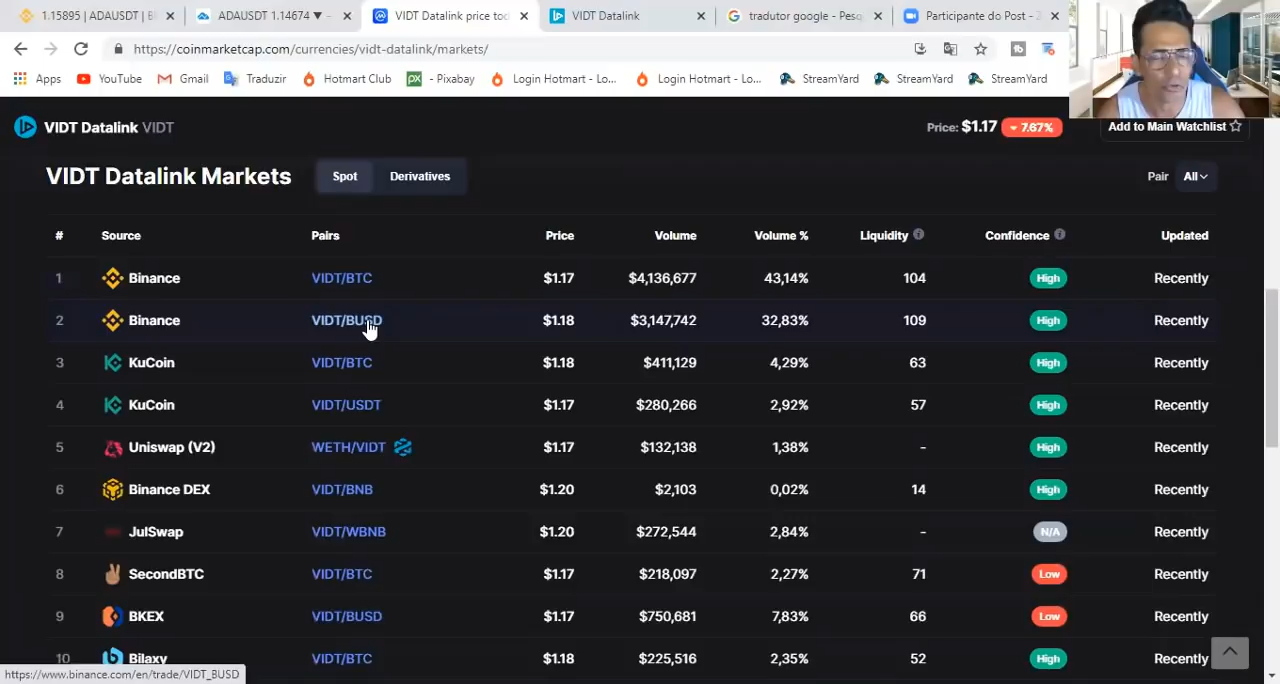 1.15895 | ADAUSDT | Bi
ADAUSDT 1.14674 ▼ –
VIDT Datalink price tod
VIDT Datalink
tradutor google - Pesq
Participante do Post - Z
https://coinmarketcap.com/currencies/vidt-datalink/markets/
Apps
YouTube
Gmail
Traduzir
Hotmart Club
px - Pixabay
Login Hotmart - Lo...
Login Hotmart - Lo...
StreamYard
StreamYard
StreamYard
VIDT Datalink VIDT
Price: $1.17 7.67%
Add to Main Watchlist
VIDT Datalink Markets
Spot
Derivatives
Pair
All
# Source Pairs Price Volume Volume % Liquidity Confidence Updated
1 Binance VIDT/BTC $1.17 $4,136,677 43,14% 104 High Recently
2 Binance VIDT/BUSD $1.18 $3,147,742 32,83% 109 High Recently
3 KuCoin VIDT/BTC $1.18 $411,129 4,29% 63 High Recently
4 KuCoin VIDT/USDT $1.17 $280,266 2,92% 57 High Recently
5 Uniswap (V2) WETH/VIDT $1.17 $132,138 1,38% - High Recently
6 Binance DEX VIDT/BNB $1.20 $2,103 0,02% 14 High Recently
7 JulSwap VIDT/WBNB $1.20 $272,544 2,84% - N/A Recently
8 SecondBTC VIDT/BTC $1.17 $218,097 2,27% 71 Low Recently
9 BKEX VIDT/BUSD $1.17 $750,681 7,83% 66 Low Recently
10 Bilaxy VIDT/BTC $1.18 $225,516 2,35% 52 High Recently
https://www.binance.com/en/trade/VIDT_BUSD